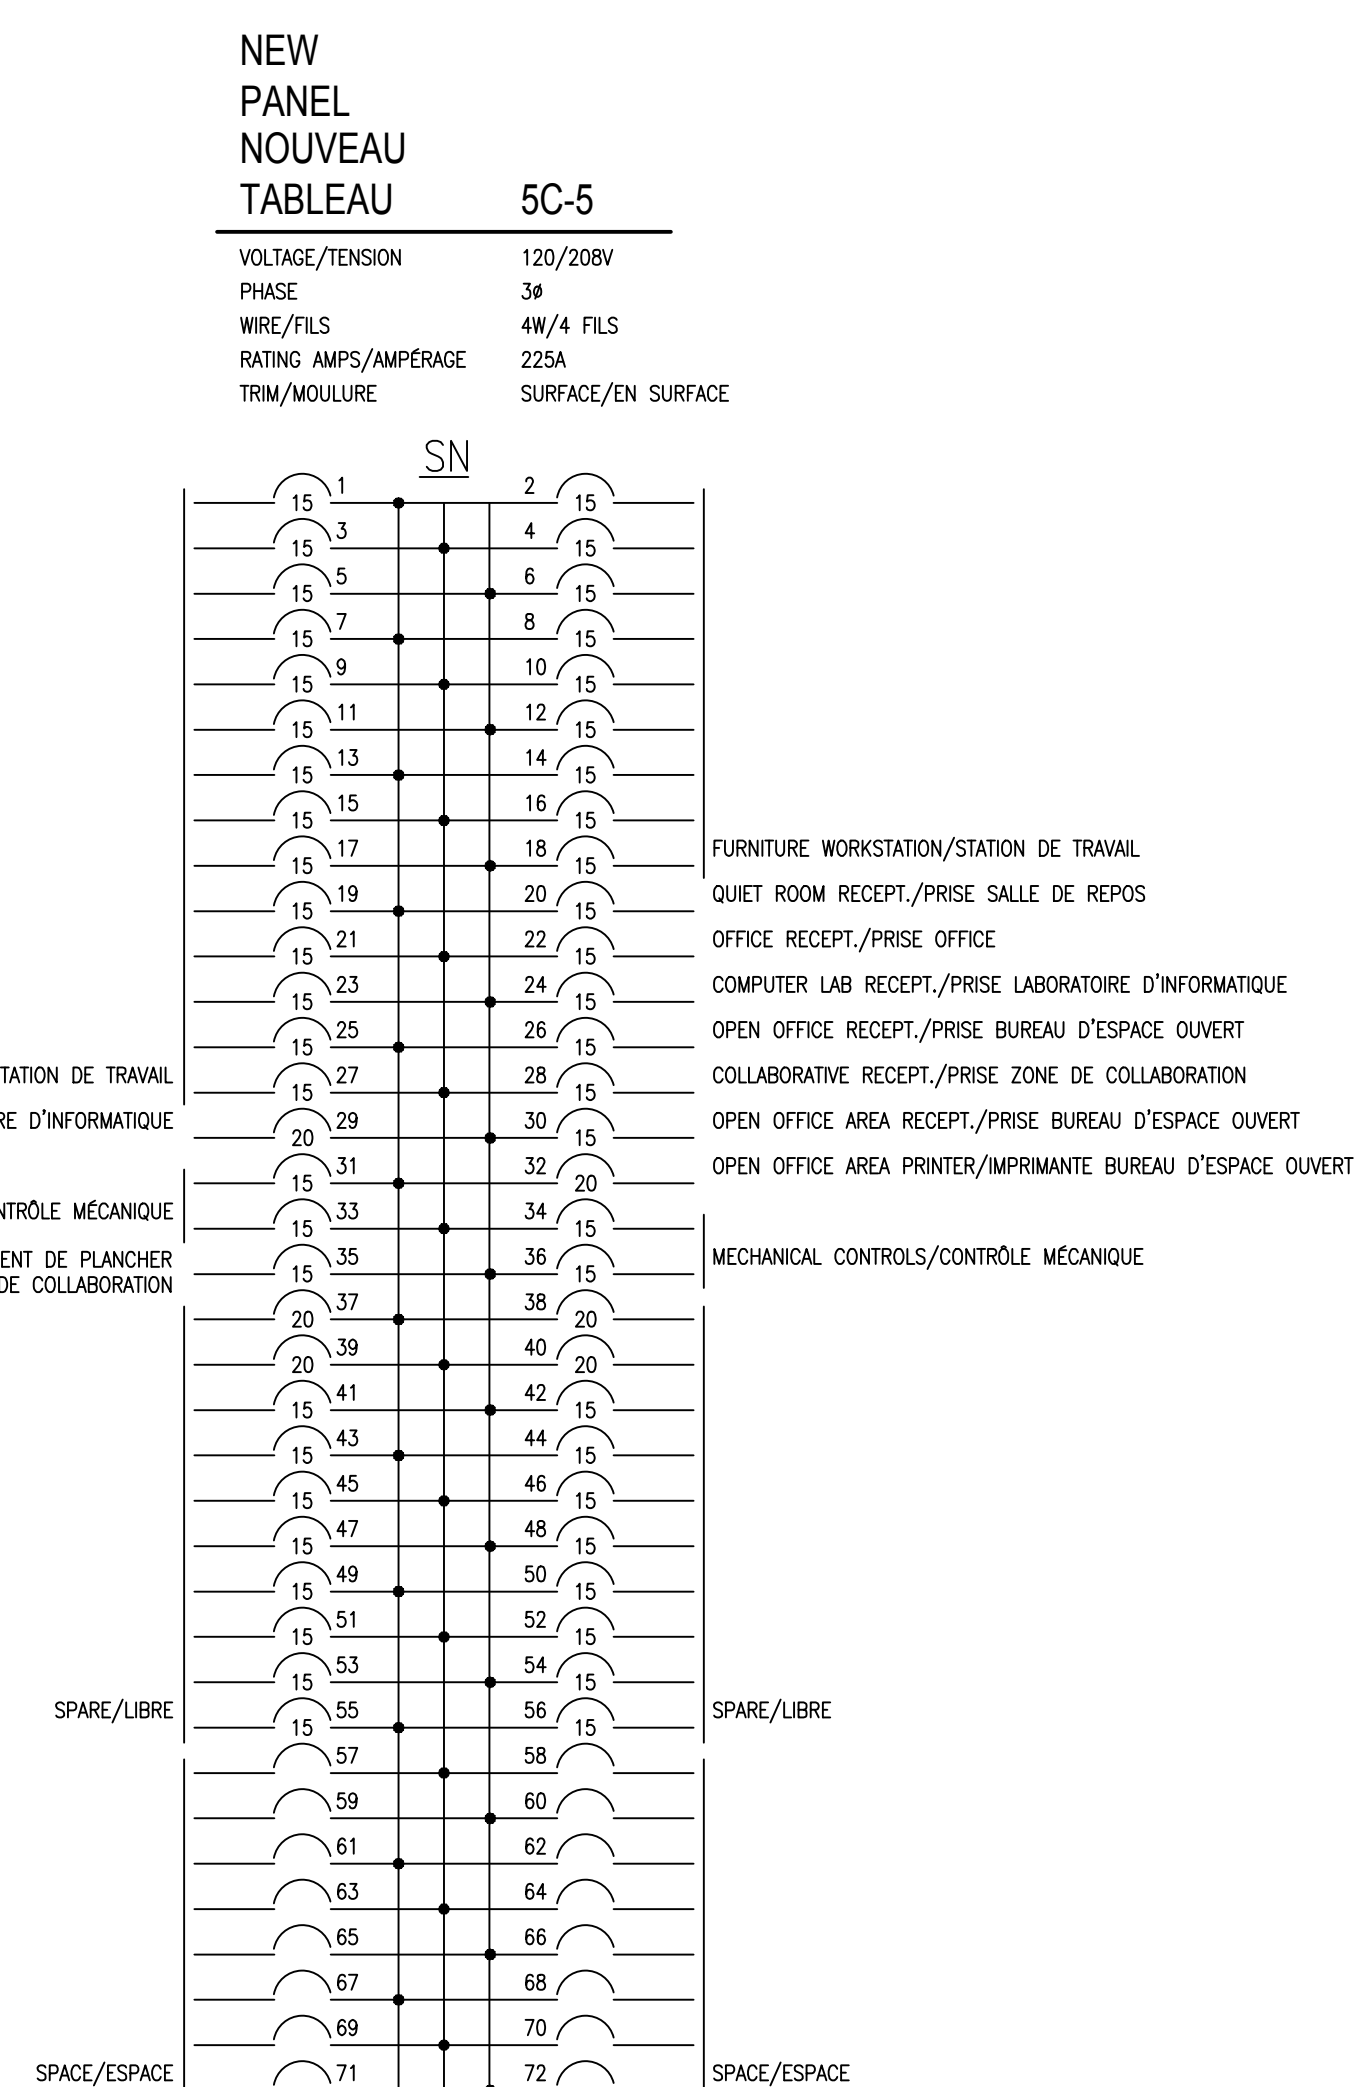 NEW
PANEL
NOUVEAU
TABLEAU 5C-5
VOLTAGE/TENSION 120/208V
PHASE 3ø
WIRE/FILS 4W/4 FILS
RATING AMPS/AMPÉRAGE 225A
TRIM/MOULURE SURFACE/EN SURFACE
SN
15 1 2 15
15 3 4 15
15 5 6 15
15 7 8 15
15 9 10 15
15 11 12 15
15 13 14 15
15 15 16 15
15 17 18 15 FURNITURE WORKSTATION/STATION DE TRAVAIL
15 19 20 15 QUIET ROOM RECEPT./PRISE SALLE DE REPOS
15 21 22 15 OFFICE RECEPT./PRISE OFFICE
15 23 24 15 COMPUTER LAB RECEPT./PRISE LABORATOIRE D'INFORMATIQUE
15 25 26 15 OPEN OFFICE RECEPT./PRISE BUREAU D'ESPACE OUVERT
TATION DE TRAVAIL 15 27 28 15 COLLABORATIVE RECEPT./PRISE ZONE DE COLLABORATION
RE D'INFORMATIQUE 20 29 30 15 OPEN OFFICE AREA RECEPT./PRISE BUREAU D'ESPACE OUVERT
15 31 32 20 OPEN OFFICE AREA PRINTER/IMPRIMANTE BUREAU D'ESPACE OUVERT
NTRÔLE MÉCANIQUE 15 33 34 15
ENT DE PLANCHER 15 35 36 15 MECHANICAL CONTROLS/CONTRÔLE MÉCANIQUE
DE COLLABORATION
20 37 38 20
20 39 40 20
15 41 42 15
15 43 44 15
15 45 46 15
15 47 48 15
15 49 50 15
15 51 52 15
15 53 54 15
SPARE/LIBRE 15 55 56 15 SPARE/LIBRE
57 58
59 60
61 62
63 64
65 66
67 68
69 70
SPACE/ESPACE 71 72 SPACE/ESPACE